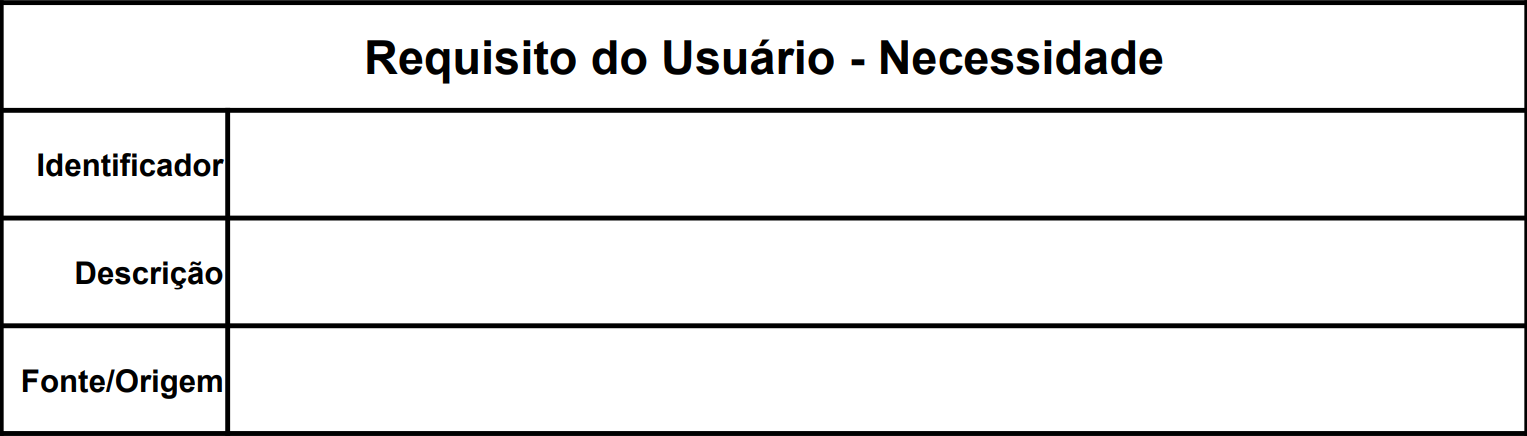 Requisito do Usuário - Necessidade
Identificador
Descrição
Fonte/Origem